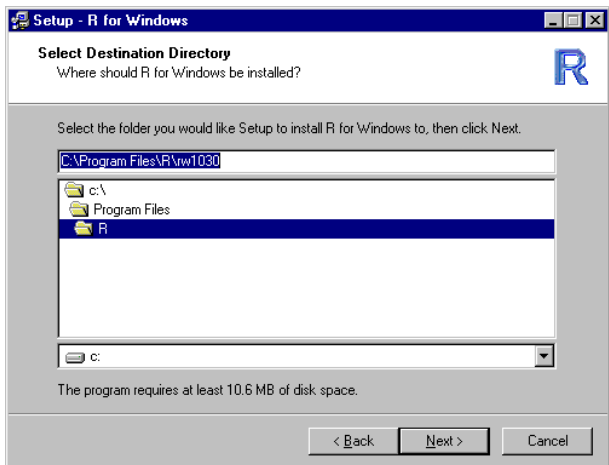 Setup - R for Windows
Select Destination Directory
Where should R for Windows be installed?
R
Select the folder you would like Setup to install R for Windows to, then click Next.
C:\Program Files\R\rw1030
c:\
Program Files
R
c:
The program requires at least 10.6 MB of disk space.
< Back
Next >
Cancel